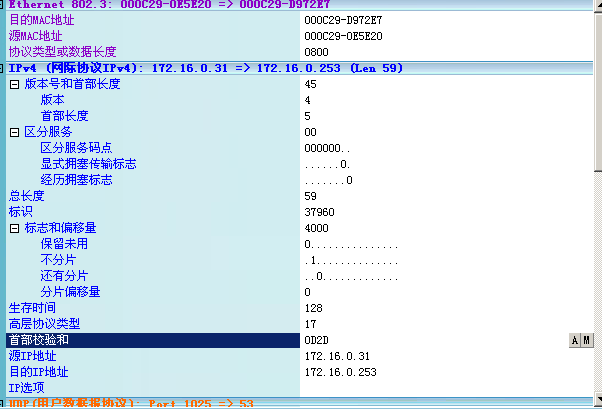 Ethernet 802.3: 000C29-0E5E20 => 000C29-D972E7
目的MAC地址 000C29-D972E7
源MAC地址 000C29-0E5E20
协议类型或数据长度 0800
IPv4 (网际协议IPv4): 172.16.0.31 => 172.16.0.253 (Len 59)
版本号和首部长度 45
版本 4
首部长度 5
区分服务 00
区分服务码点 000000..
显式拥塞传输标志 ......0.
经历拥塞标志 .......0
总长度 59
标识 37960
标志和偏移量 4000
保留未用 0...............
不分片 .1..............
还有分片 ..0.............
分片偏移量 0
生存时间 128
高层协议类型 17
首部校验和 0D2D A M
源IP地址 172.16.0.31
目的IP地址 172.16.0.253
IP选项
UDP(用户数据报协议): Port 1025 => 53